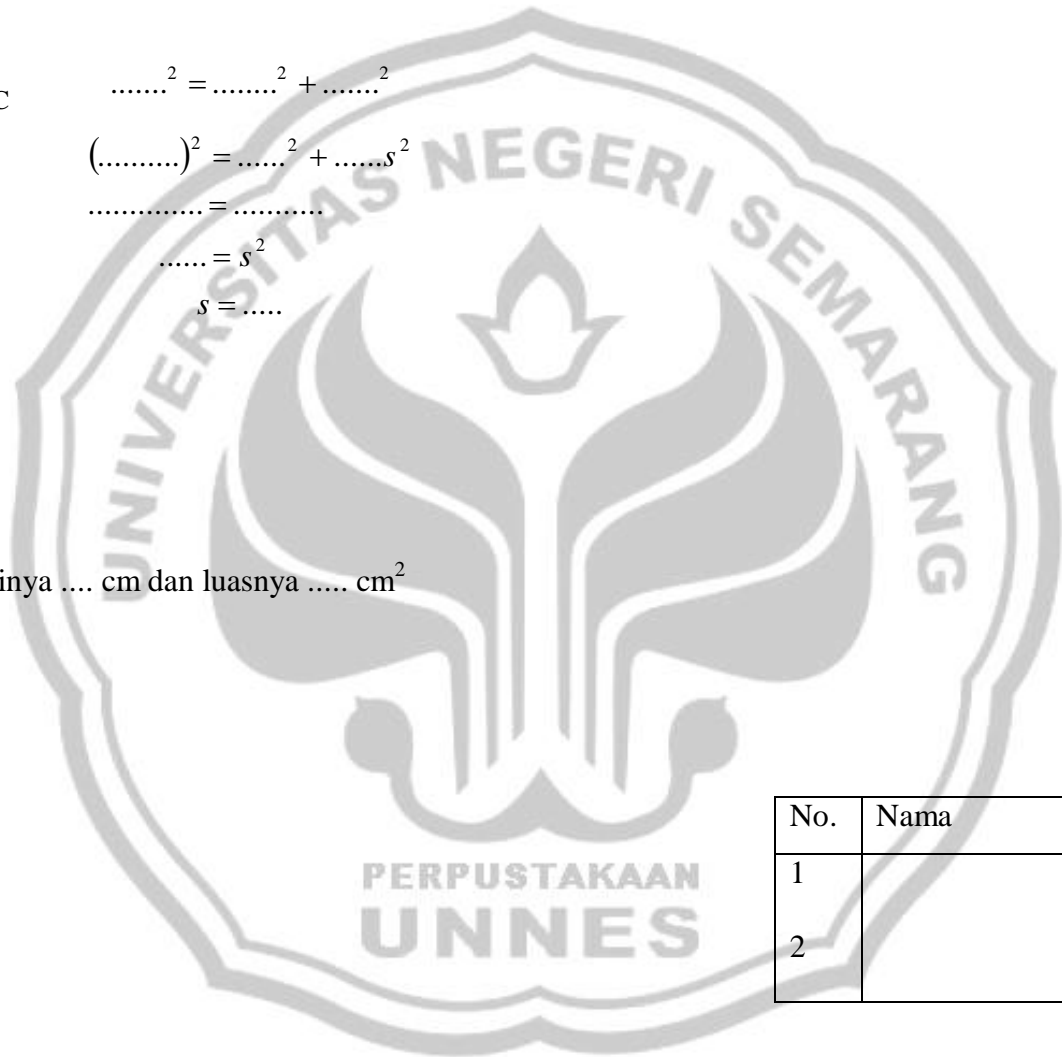 .......² = ........² + .......²
C
(..........)² = ......² + ......s²
.............. = ...........
...... = s²
s = .....
inya .... cm dan luasnya ..... cm²
No. Nama
1
2
UNIVERSITAS NEGERI SEMARANG
PERPUSTAKAAN
UNNES